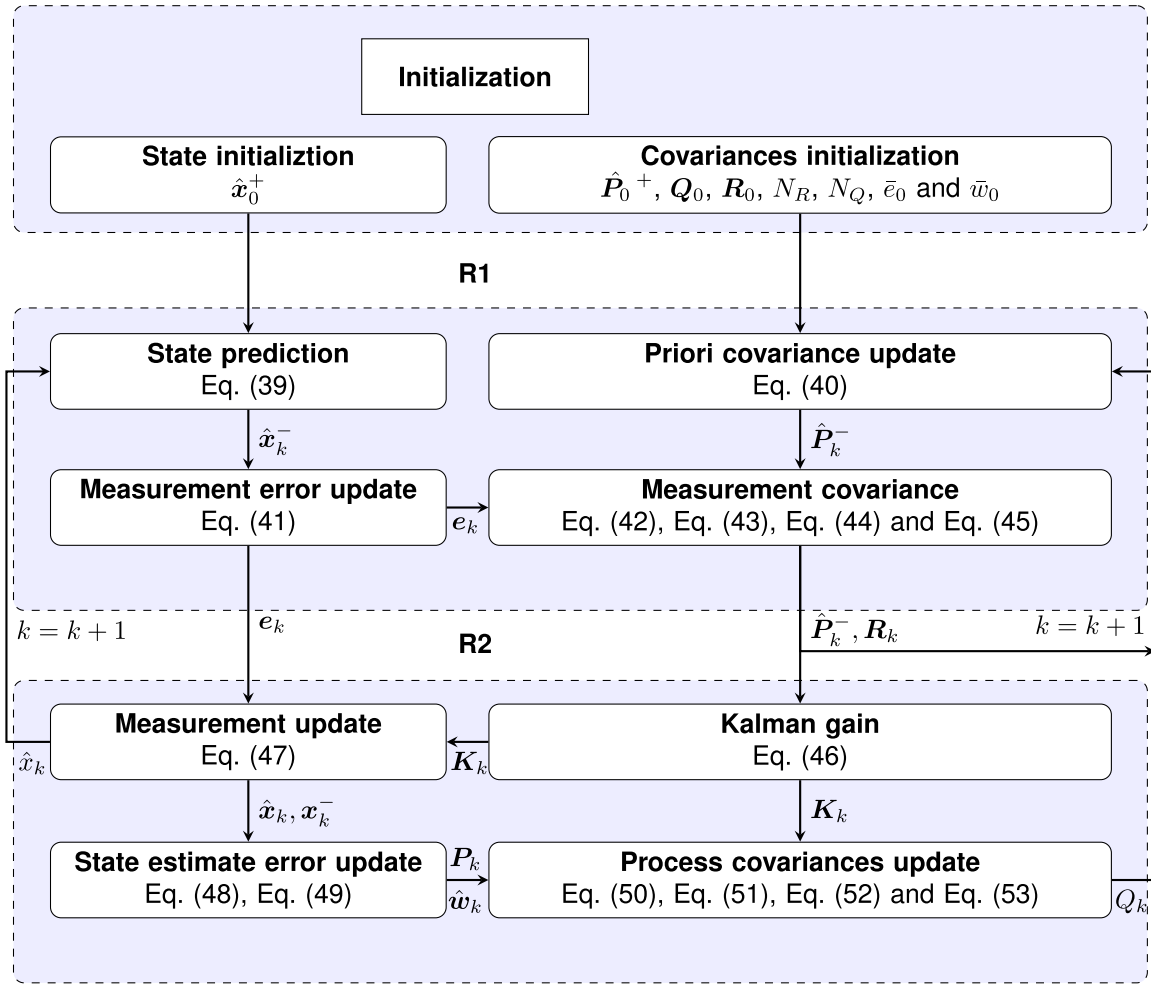 Initialization
State initializtion
x̂₀⁺
Covariances initialization
P̂₀⁺, Q₀, R₀, N_R, N_Q, ē₀ and w̄₀
R1
State prediction
Eq. (39)
Priori covariance update
Eq. (40)
x̂ₖ⁻
P̂ₖ⁻
Measurement error update
Eq. (41)
eₖ
Measurement covariance
Eq. (42), Eq. (43), Eq. (44) and Eq. (45)
k = k + 1
eₖ
R2
P̂ₖ⁻, Rₖ
k = k + 1
Measurement update
Eq. (47)
x̂ₖ
Kₖ
Kalman gain
Eq. (46)
x̂ₖ, xₖ⁻
Kₖ
State estimate error update
Eq. (48), Eq. (49)
Pₖ
ŵₖ
Process covariances update
Eq. (50), Eq. (51), Eq. (52) and Eq. (53)
Qₖ